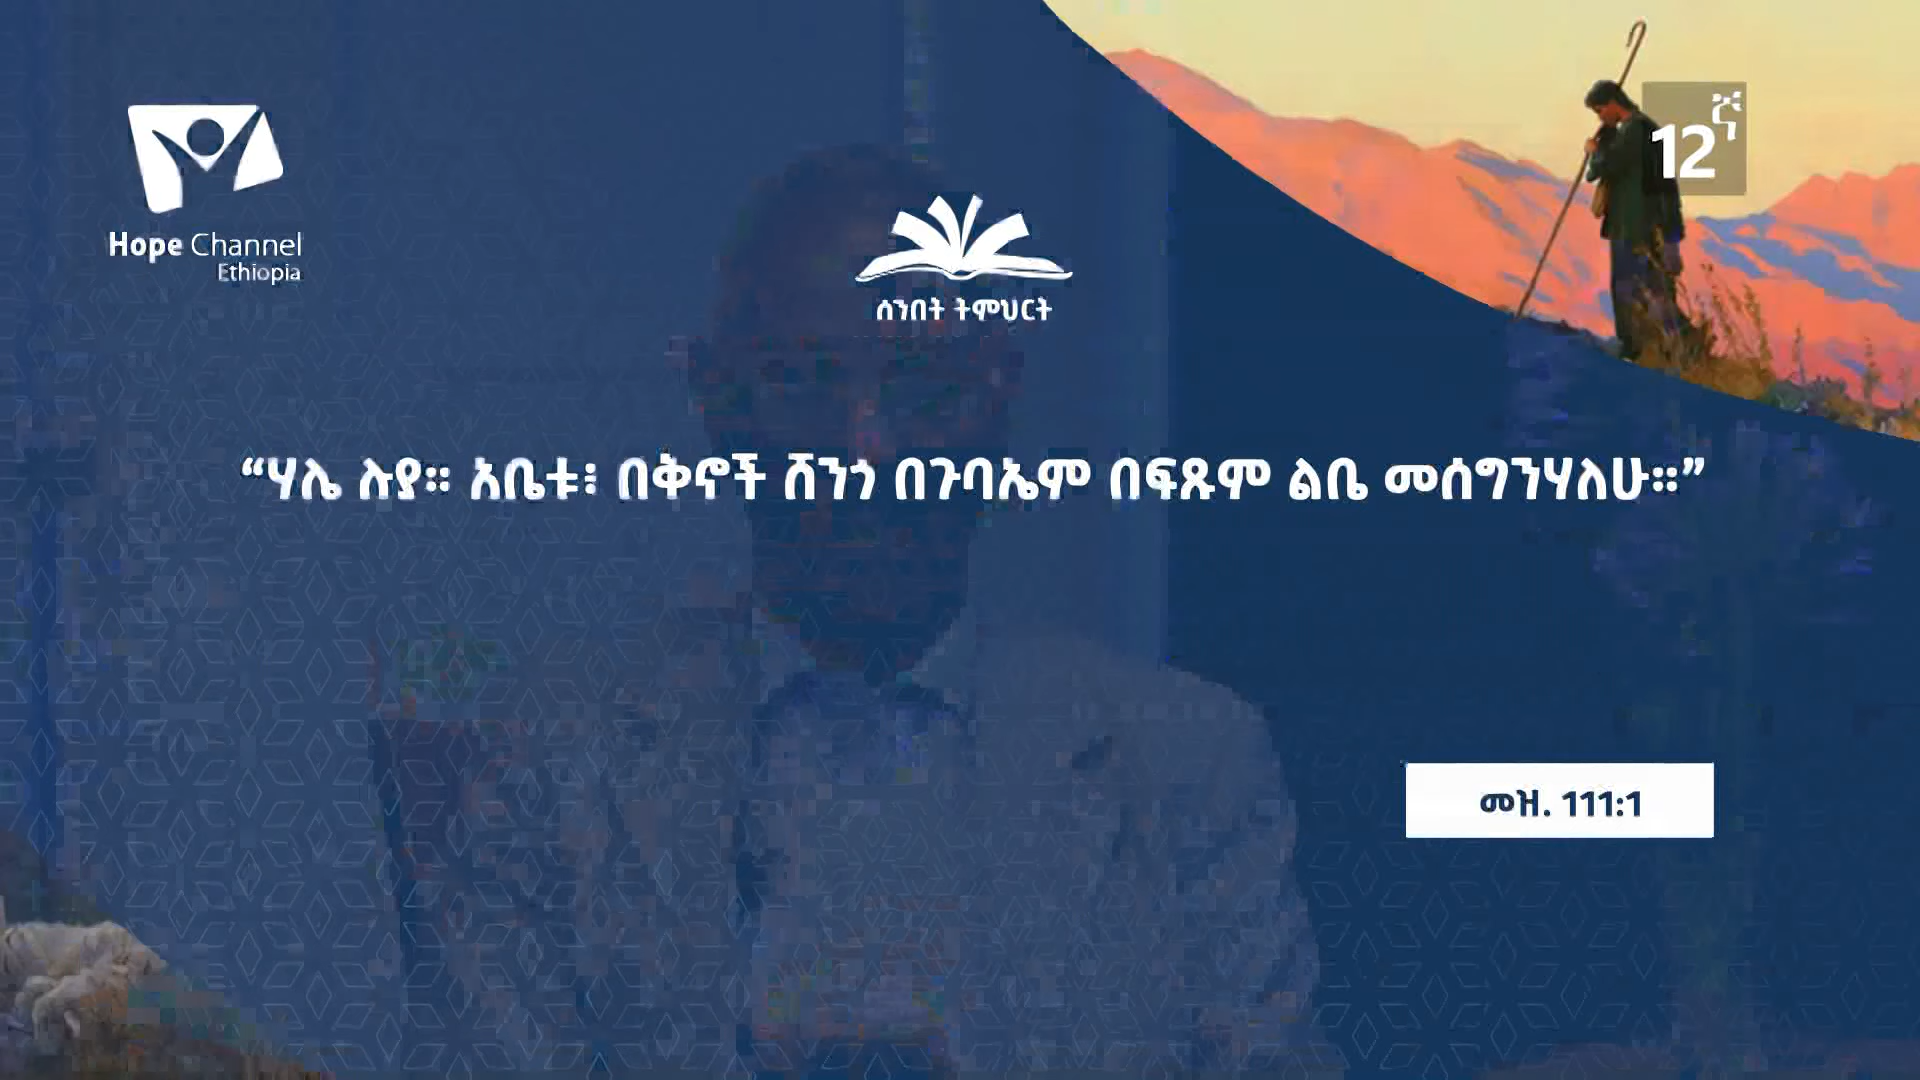 Hope Channel
Ethiopia
12ኛ
ሰንበት ትምህርት
“ሃሌ ሉያ። አቤቱ፥ በቅኖች ሸንጎ በጉባኤም በፍጹም ልቤ መሰግንሃለሁ።”
መዝ. 111:1